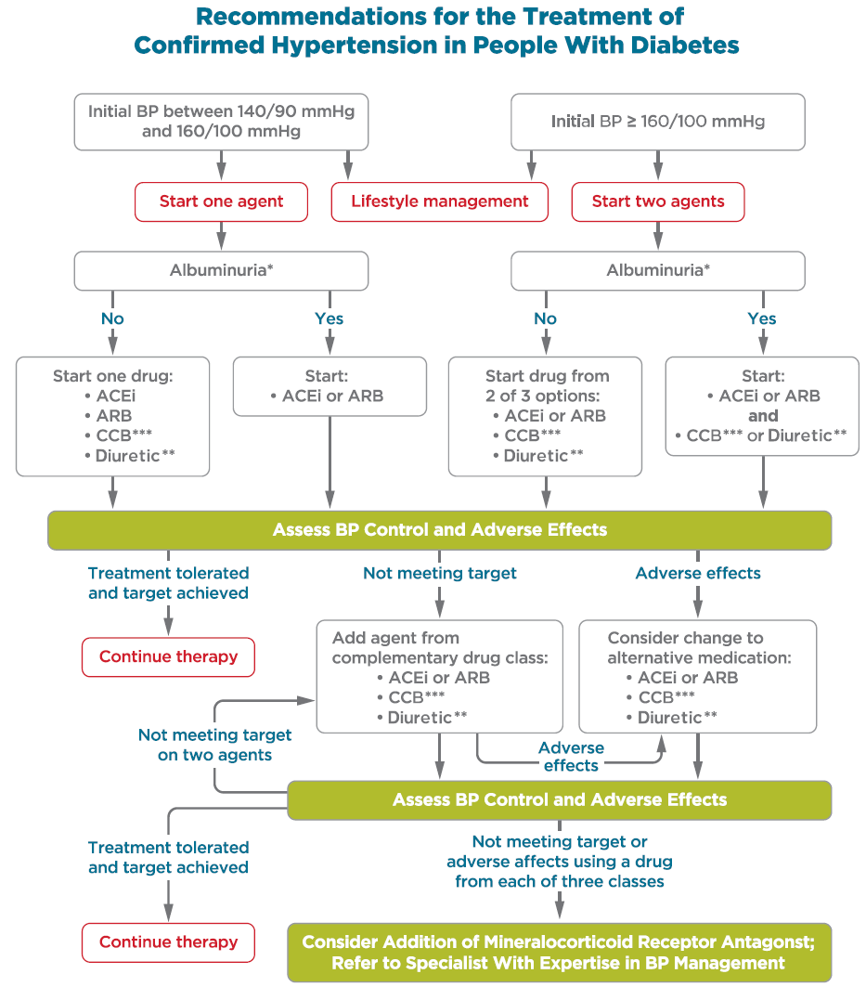 Recommendations for the Treatment of
Confirmed Hypertension in People With Diabetes
Initial BP between 140/90 mmHg
and 160/100 mmHg
Initial BP ≥ 160/100 mmHg
Start one agent
Lifestyle management
Start two agents
Albuminuria*
Albuminuria*
No
Yes
No
Yes
Start one drug:
• ACEi
• ARB
• CCB***
• Diuretic**
Start:
• ACEi or ARB
Start drug from
2 of 3 options:
• ACEi or ARB
• CCB***
• Diuretic**
Start:
• ACEi or ARB
and
• CCB*** or Diuretic**
Assess BP Control and Adverse Effects
Treatment tolerated
and target achieved
Not meeting target
Adverse effects
Continue therapy
Add agent from
complementary drug class:
• ACEi or ARB
• CCB***
• Diuretic**
Consider change to
alternative medication:
• ACEi or ARB
• CCB***
• Diuretic**
Not meeting target
on two agents
Adverse
effects
Assess BP Control and Adverse Effects
Treatment tolerated
and target achieved
Not meeting target or
adverse affects using a drug
from each of three classes
Continue therapy
Consider Addition of Mineralocorticoid Receptor Antagonst;
Refer to Specialist With Expertise in BP Management